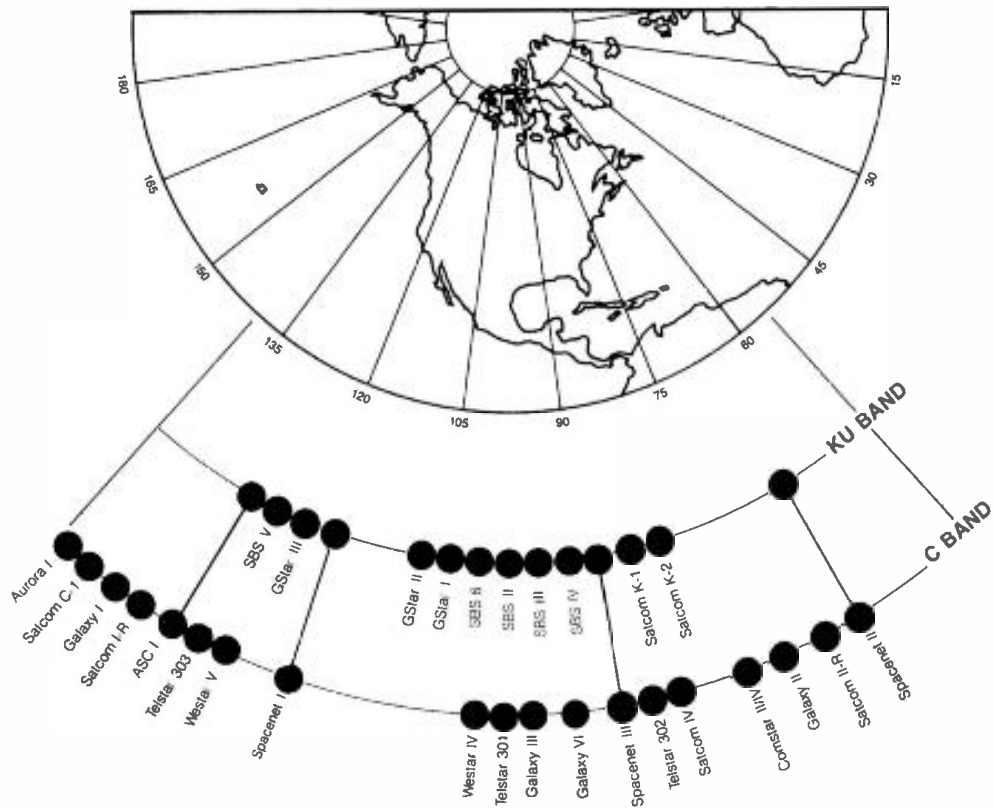 180
165
150
135
120
105
90
75
60
45
30
15
KU BAND
C BAND
SBS V
GStar III
GStar II
GStar I
SBS II
SBS III
SBS IV
Satcom K-1
Satcom K-2
Aurora I
Satcom C-1
Galaxy I
Satcom I-R
ASC I
Telstar 303
Westar V
Spacenet I
Westar IV
Telstar 301
Galaxy III
Galaxy VI
Spacenet III
Telstar 302
Satcom IV
Comstar II/IV
Galaxy II
Satcom II-R
Spacenet II